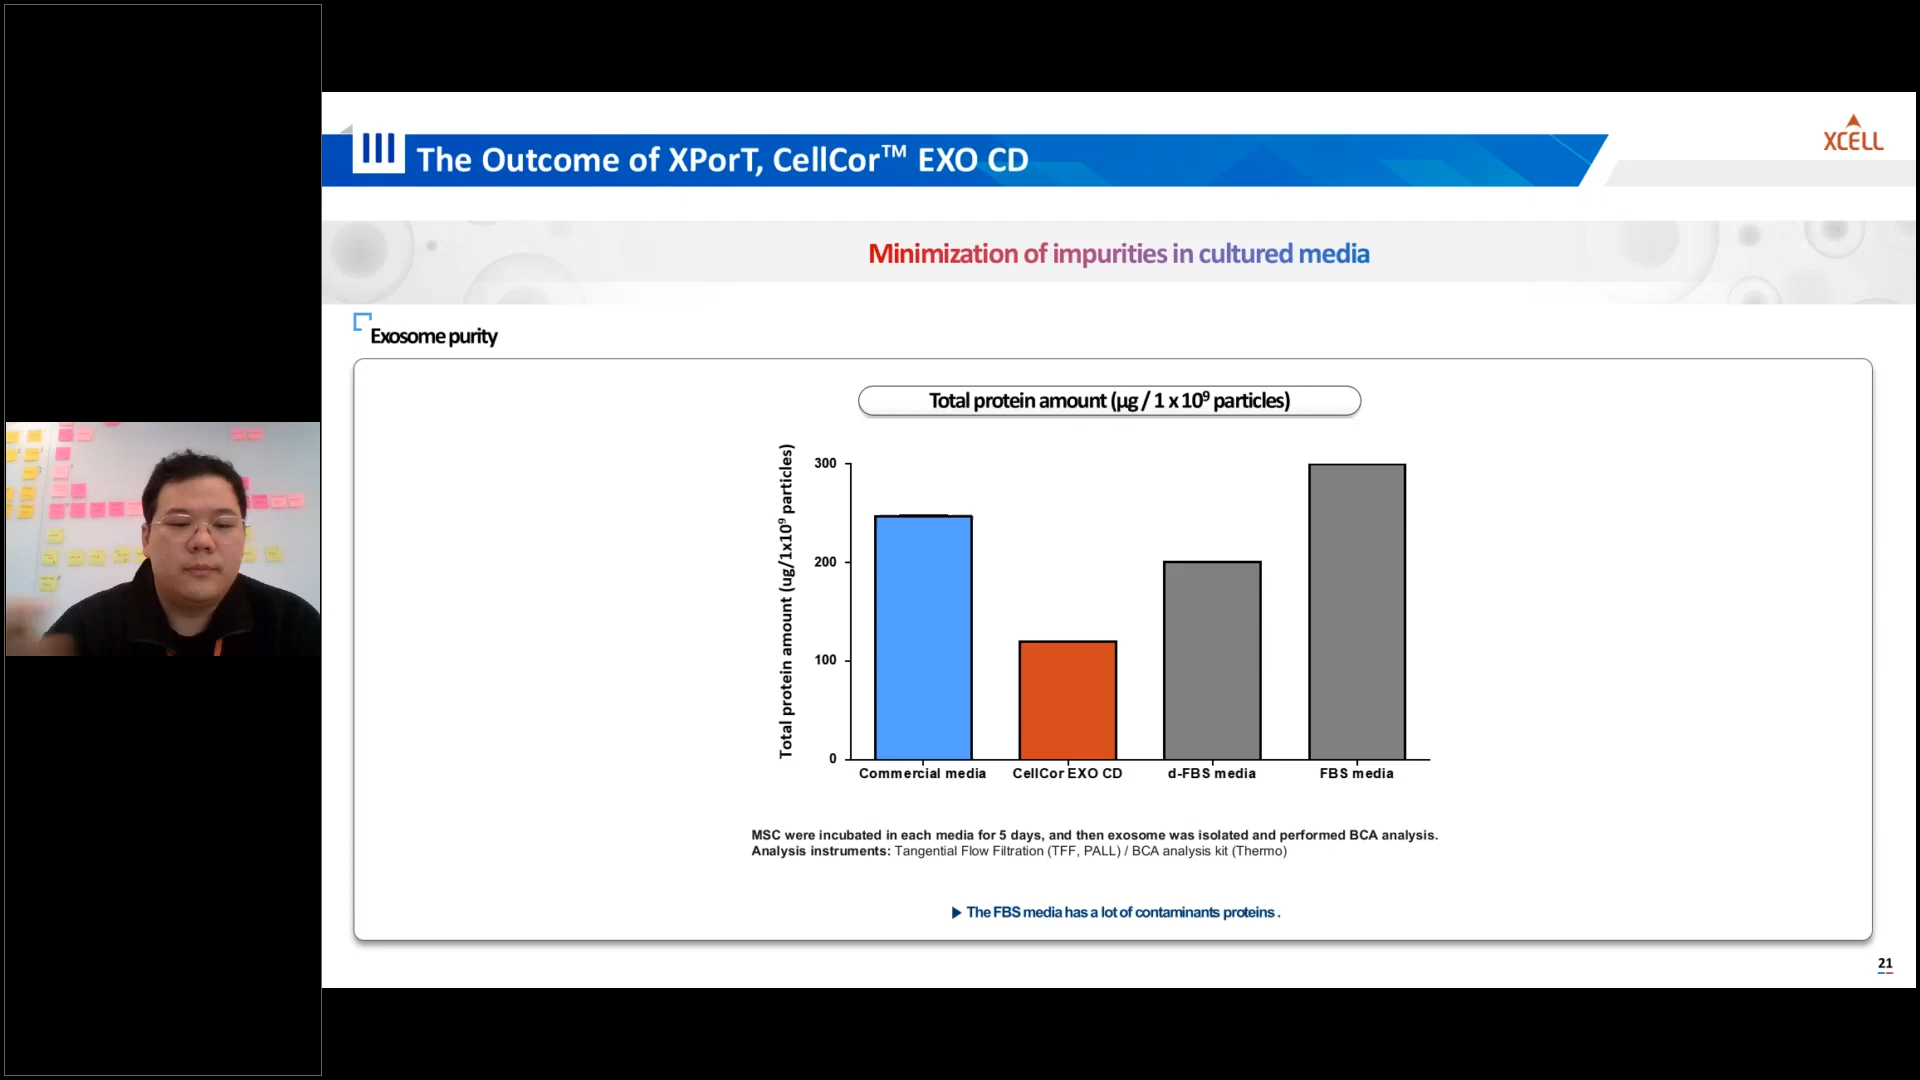 III The Outcome of XPorT, CellCor™ EXO CD
XCELL
Minimization of impurities in cultured media
Exosome purity
Total protein amount (µg / 1 x 10⁹ particles)
Total protein amount (ug/1x10⁹ particles)
300
200
100
0
Commercial media CellCor EXO CD d-FBS media FBS media
MSC were incubated in each media for 5 days, and then exosome was isolated and performed BCA analysis.
Analysis instruments: Tangential Flow Filtration (TFF, PALL) / BCA analysis kit (Thermo)
▶ The FBS media has a lot of contaminants proteins .
21